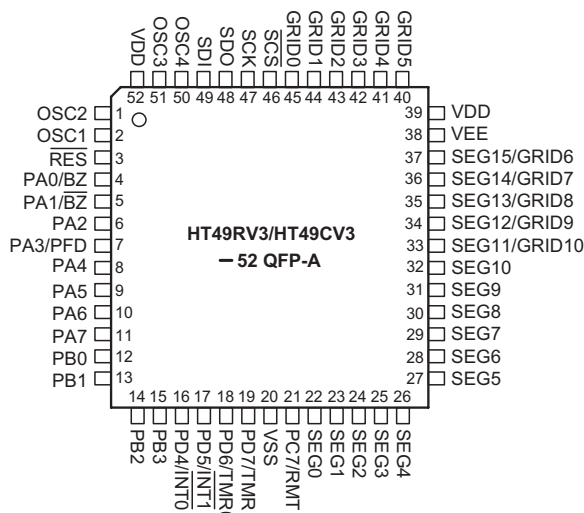 VDD
OSC3
OSC4
SDI
SDO
SCK
SCS
GRID0
GRID1
GRID2
GRID3
GRID4
GRID5
52 51 50 49 48 47 46 45 44 43 42 41 40
OSC2 1
OSC1 2
RES 3
PA0/BZ 4
PA1/BZ 5
PA2 6
PA3/PFD 7
PA4 8
PA5 9
PA6 10
PA7 11
PB0 12
PB1 13
HT49RV3/HT49CV3
– 52 QFP-A
39 VDD
38 VEE
37 SEG15/GRID6
36 SEG14/GRID7
35 SEG13/GRID8
34 SEG12/GRID9
33 SEG11/GRID10
32 SEG10
31 SEG9
30 SEG8
29 SEG7
28 SEG6
27 SEG5
14 15 16 17 18 19 20 21 22 23 24 25 26
PB2
PB3
PD4/INT0
PD5/INT1
PD6/TMR0
PD7/TMR
VSS
PC7/RMT
SEG0
SEG1
SEG2
SEG3
SEG4